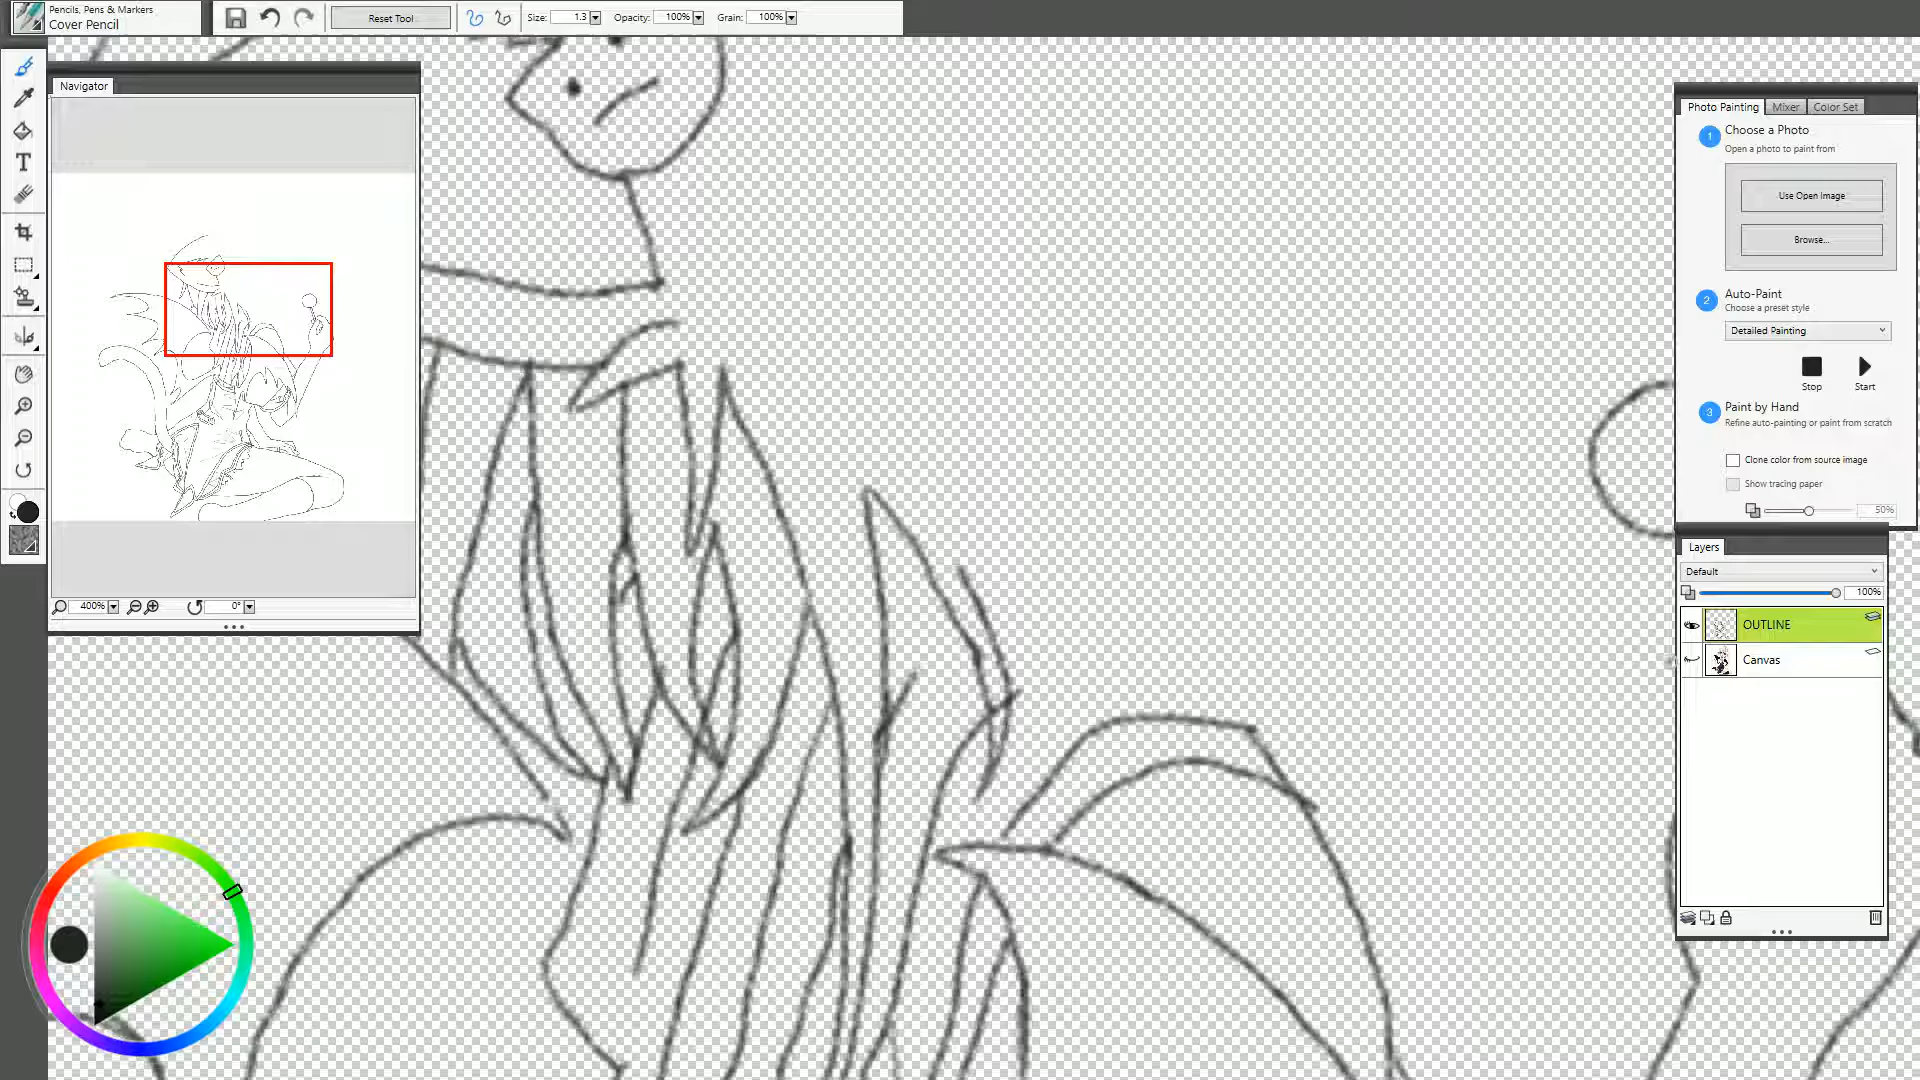 Pencils, Pens & Markers
Cover Pencil
Reset Tool
Size: 1.3
Opacity: 100%
Grain: 100%
Navigator
400%
0°
Photo Painting
Mixer
Color Set
1
Choose a Photo
Open a photo to paint from
Use Open Image
Browse...
2
Auto-Paint
Choose a preset style
Detailed Painting
Stop
Start
3
Paint by Hand
Refine auto-painting or paint from scratch
Clone color from source image
Show tracing paper
50%
Layers
Default
100%
OUTLINE
Canvas
T